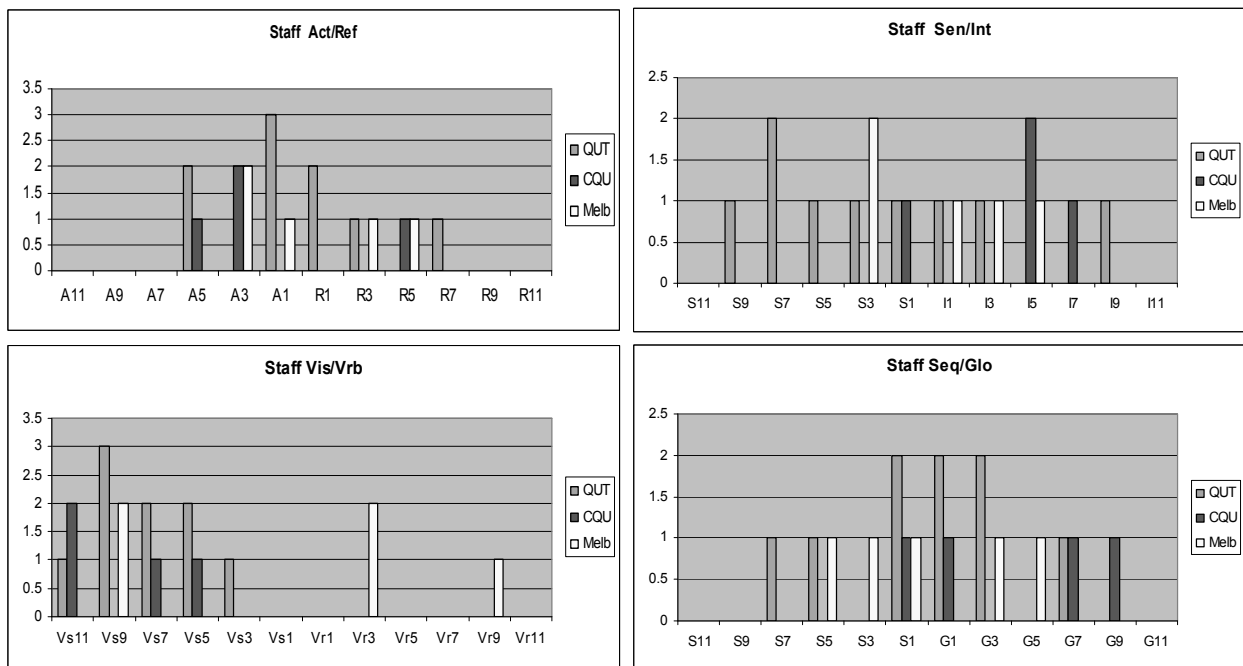 Staff Act/Ref
3.5
3
2.5
2
1.5
1
0.5
0
A11 A9 A7 A5 A3 A1 R1 R3 R5 R7 R9 R11
QUT
CQU
Melb
Staff Sen/Int
2.5
2
1.5
1
0.5
0
S11 S9 S7 S5 S3 S1 I1 I3 I5 I7 I9 I11
QUT
CQU
Melb
Staff Vis/Vrb
3.5
3
2.5
2
1.5
1
0.5
0
Vs11 Vs9 Vs7 Vs5 Vs3 Vs1 Vr1 Vr3 Vr5 Vr7 Vr9 Vr11
QUT
CQU
Melb
Staff Seq/Glo
2.5
2
1.5
1
0.5
0
S11 S9 S7 S5 S3 S1 G1 G3 G5 G7 G9 G11
QUT
CQU
Melb